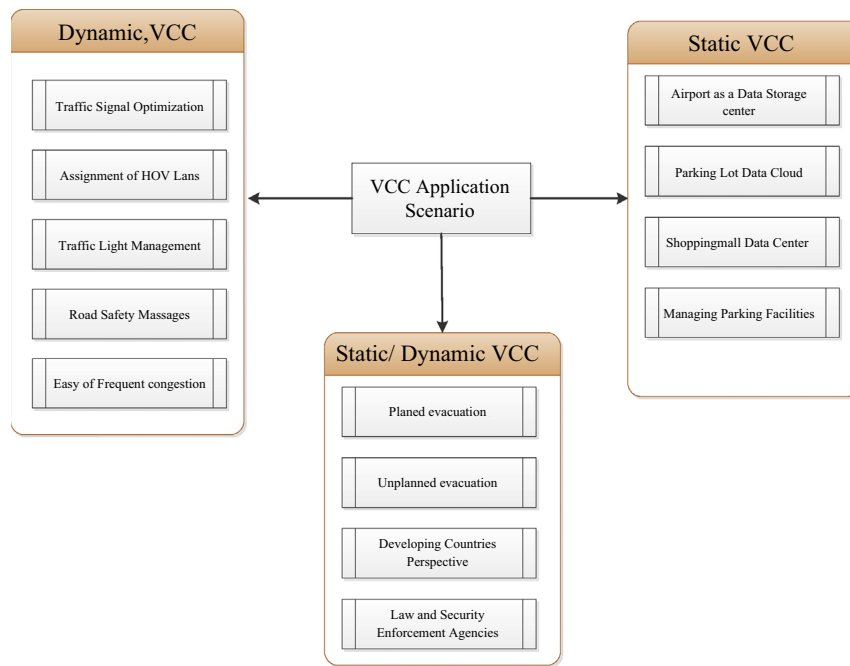 Dynamic,VCC
Traffic Signal Optimization
Assignment of HOV Lans
Traffic Light Management
Road Safety Massages
Easy of Frequent congestion
VCC Application
Scenario
Static/ Dynamic VCC
Planed evacuation
Unplanned evacuation
Developing Countries
Perspective
Law and Security
Enforcement Agencies
Static VCC
Airport as a Data Storage
center
Parking Lot Data Cloud
Shoppingmall Data Center
Managing Parking Facilities